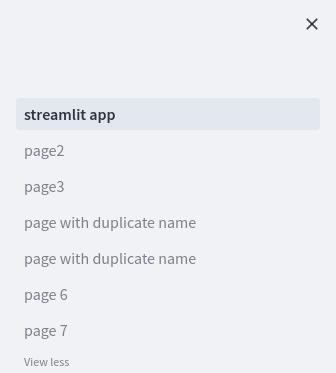 streamlit app
page2
page3
page with duplicate name
page with duplicate name
page 6
page 7
View less